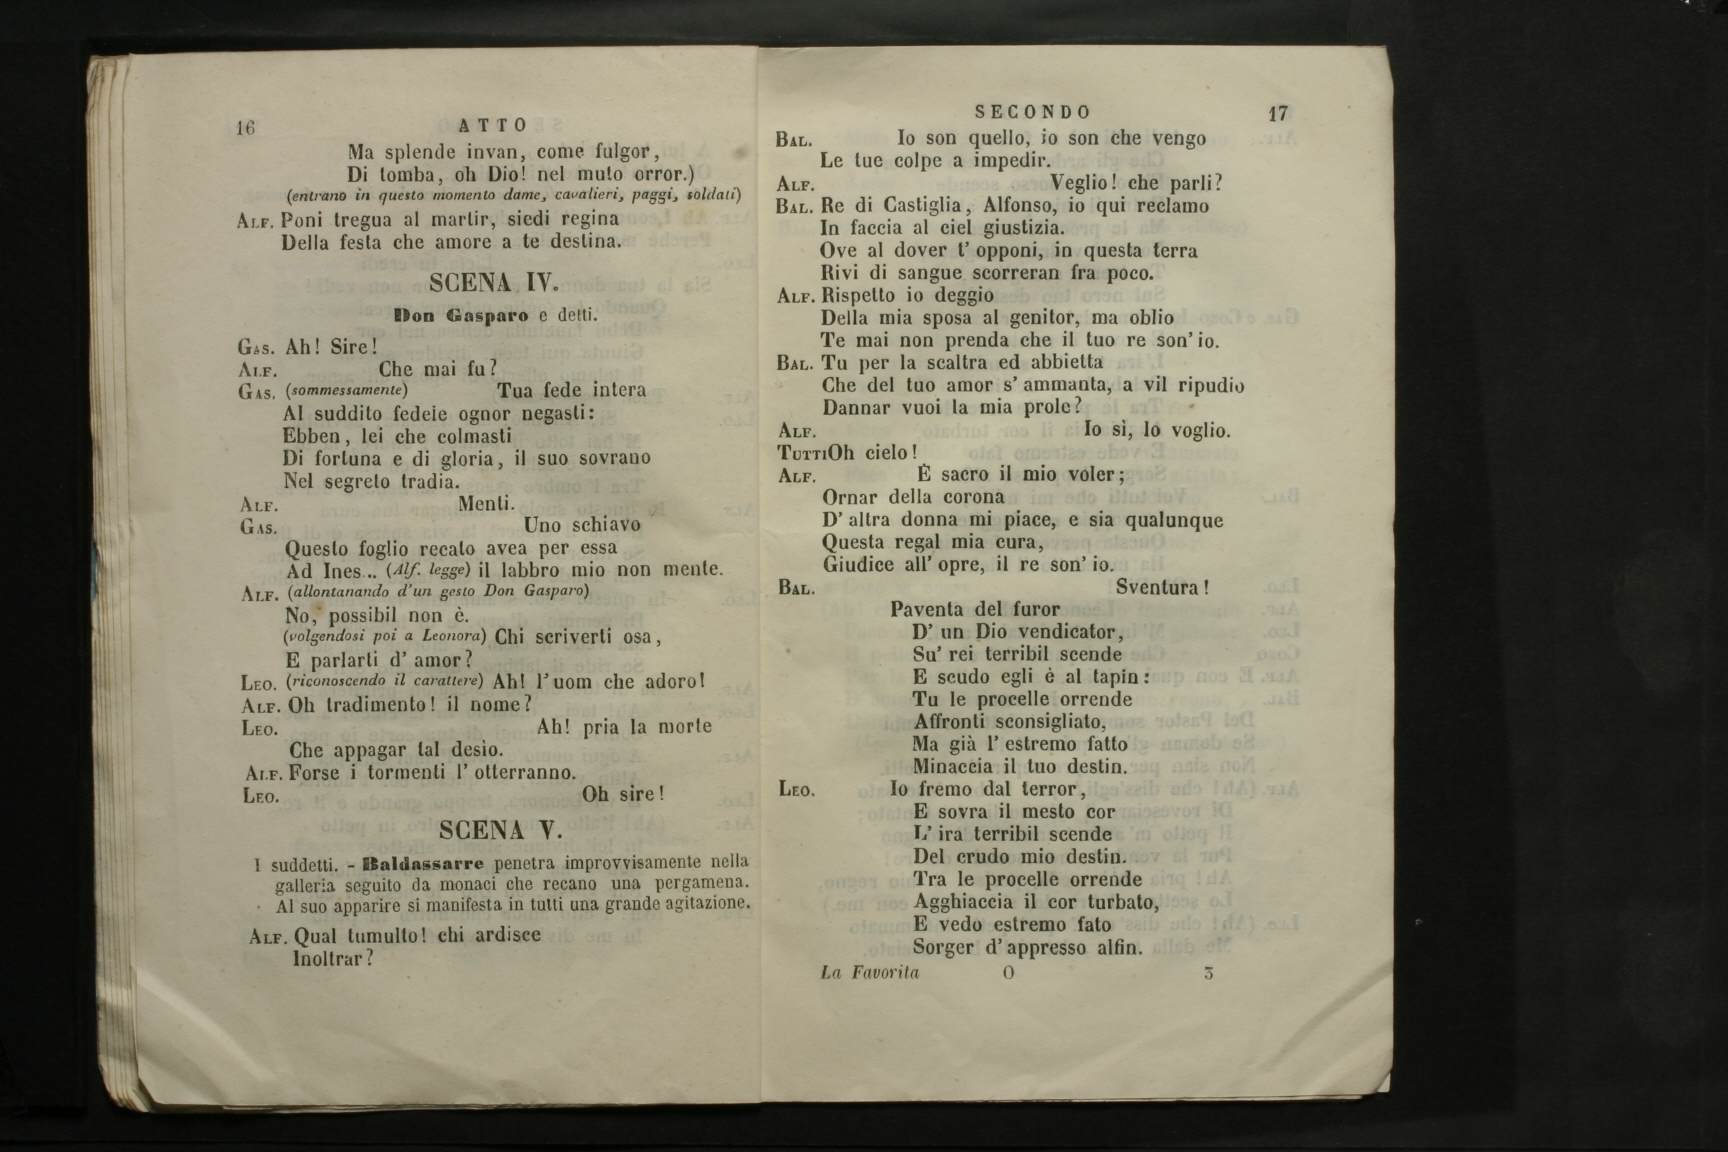 16
ATTO
Ma splende invan, come fulgor,
Di tomba, oh Dio! nel muto orror.)
(entrano in questo momento dame, cavalieri, paggi, soldati)
ALF. Poni tregua al martir, siedi regina
Della festa che amore a te destina.
SCENA IV.
Don Gasparo e detti.
GAS. Ah! Sire!
ALF. Che mai fu?
GAS. (sommessamente) Tua fede intera
Al suddito fedele ognor negasti:
Ebben, lei che colmasti
Di fortuna e di gloria, il suo sovrano
Nel segreto tradia.
ALF. Menti.
GAS. Uno schiavo
Questo foglio recato avea per essa
Ad Ines... (Alf. legge) il labbro mio non mente.
ALF. (allontanando d'un gesto Don Gasparo)
No, possibil non è.
(volgendosi poi a Leonora) Chi scriverti osa,
E parlarti d' amor?
LEO. (riconoscendo il carattere) Ah! l'uom che adoro!
ALF. Oh tradimento! il nome?
LEO. Ah! pria la morte
Che appagar tal desìo.
ALF. Forse i tormenti l' otterranno.
LEO. Oh sire!
SCENA V.
I suddetti. - Baldassarre penetra improvvisamente nella
galleria seguito da monaci che recano una pergamena.
Al suo apparire si manifesta in tutti una grande agitazione.
ALF. Qual tumulto! chi ardisce
Inoltrar?
SECONDO
17
BAL. Io son quello, io son che vengo
Le tue colpe a impedir.
ALF. Veglio! che parli?
BAL. Re di Castiglia, Alfonso, io qui reclamo
In faccia al ciel giustizia.
Ove al dover t' opponi, in questa terra
Rivi di sangue scorreran fra poco.
ALF. Rispetto io deggio
Della mia sposa al genitor, ma oblio
Te mai non prenda che il tuo re son' io.
BAL. Tu per la scaltra ed abbietta
Che del tuo amor s' ammanta, a vil ripudio
Dannar vuoi la mia prole?
ALF. Io sì, lo voglio.
TUTTI Oh cielo!
ALF. È sacro il mio voler;
Ornar della corona
D' altra donna mi piace, e sia qualunque
Questa regal mia cura,
Giudice all' opre, il re son' io.
BAL. Sventura!
Paventa del furor
D' un Dio vendicator,
Su' rei terribil scende
E scudo egli è al tapin:
Tu le procelle orrende
Affronti sconsigliato,
Ma già l' estremo fatto
Minaccia il tuo destin.
LEO. Io fremo dal terror,
E sovra il mesto cor
L' ira terribil scende
Del crudo mio destin.
Tra le procelle orrende
Agghiaccia il cor turbato,
E vedo estremo fato
Sorger d' appresso alfin.
La Favorita O 3